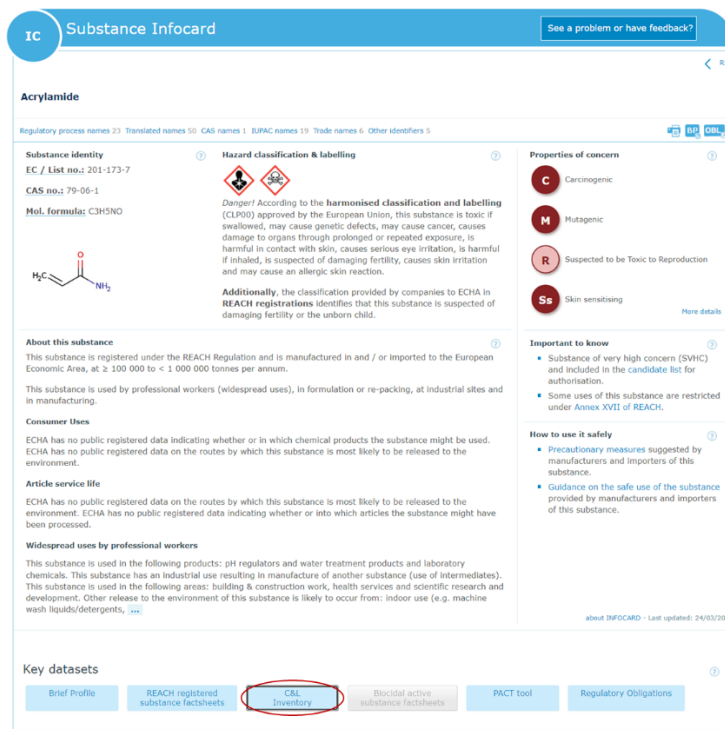 IC
Substance Infocard
See a problem or have feedback?
Acrylamide
Regulatory process names 23 Translated names 50 CAS names 1 IUPAC names 19 Trade names 6 Other identifiers 5
BP
OBL
Substance identity
EC / List no.: 201-173-7
CAS no.: 79-06-1
Mol. formula: C3H5NO
O
H₂C
NH₂
Hazard classification & labelling
Danger! According to the harmonised classification and labelling
(CLP00) approved by the European Union, this substance is toxic if
swallowed, may cause genetic defects, may cause cancer, causes
damage to organs through prolonged or repeated exposure, is
harmful in contact with skin, causes serious eye irritation, is harmful
if inhaled, is suspected of damaging fertility, causes skin irritation
and may cause an allergic skin reaction.
Additionally, the classification provided by companies to ECHA in
REACH registrations identifies that this substance is suspected of
damaging fertility or the unborn child.
Properties of concern
C
Carcinogenic
M
Mutagenic
R
Suspected to be Toxic to Reproduction
Ss
Skin sensitising
More details
About this substance
This substance is registered under the REACH Regulation and is manufactured in and / or imported to the European
Economic Area, at ≥ 100 000 to < 1 000 000 tonnes per annum.
This substance is used by professional workers (widespread uses), in formulation or re-packing, at industrial sites and
in manufacturing.
Consumer Uses
ECHA has no public registered data indicating whether or in which chemical products the substance might be used.
ECHA has no public registered data on the routes by which this substance is most likely to be released to the
environment.
Article service life
ECHA has no public registered data on the routes by which this substance is most likely to be released to the
environment. ECHA has no public registered data indicating whether or into which articles the substance might have
been processed.
Widespread uses by professional workers
This substance is used in the following products: pH regulators and water treatment products and laboratory
chemicals. This substance has an industrial use resulting in manufacture of another substance (use of intermediates).
This substance is used in the following areas: building & construction work, health services and scientific research and
development. Other release to the environment of this substance is likely to occur from: indoor use (e.g. machine
wash liquids/detergents, ...
Important to know
Substance of very high concern (SVHC)
and included in the candidate list for
authorisation.
Some uses of this substance are restricted
under Annex XVII of REACH.
How to use it safely
Precautionary measures suggested by
manufacturers and importers of this
substance.
Guidance on the safe use of the substance
provided by manufacturers and importers
of this substance.
about INFOCARD - Last updated: 24/03/20
Key datasets
Brief Profile
REACH registered
substance factsheets
C&L
Inventory
Biocidal active
substance factsheets
PACT tool
Regulatory Obligations